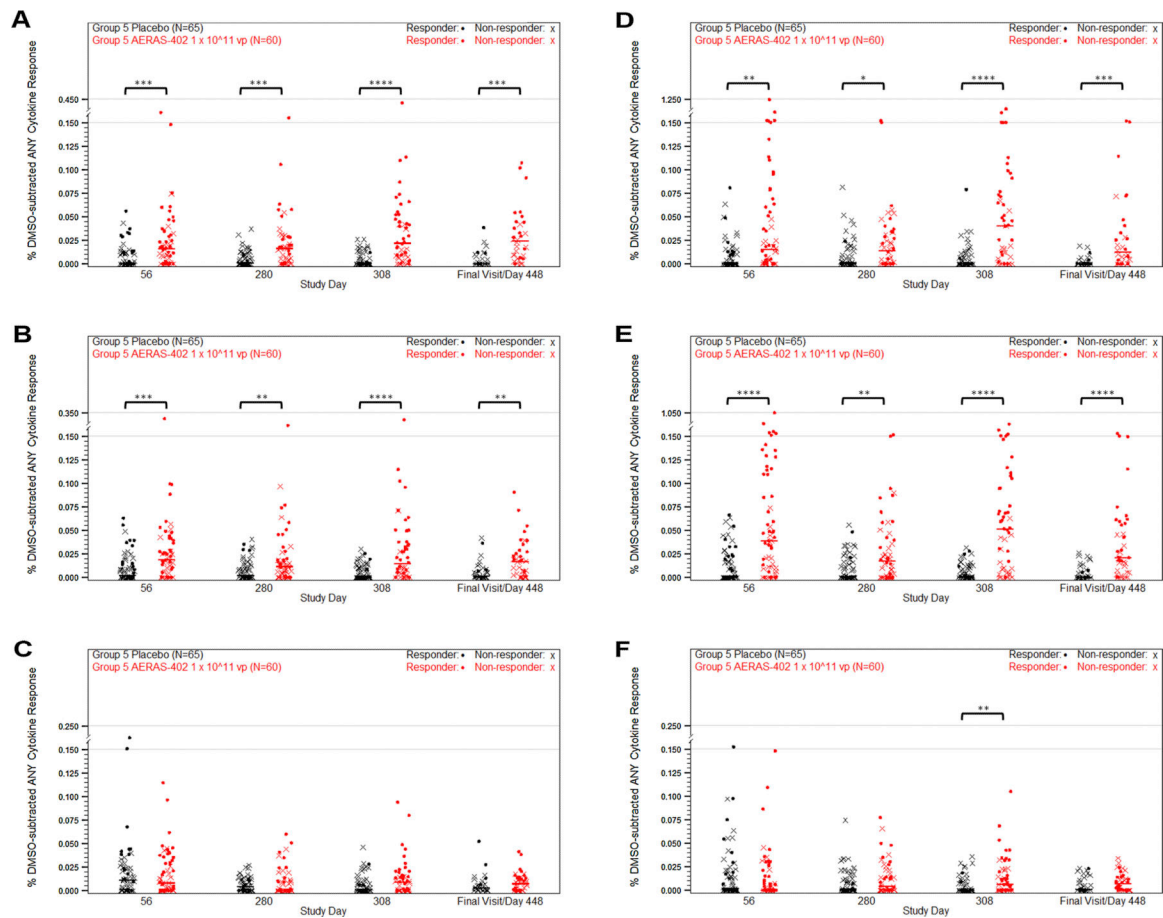 A
Group 5 Placebo (N=65) Responder: • Non-responder: x
Group 5 AERAS-402 1 x 10^11 vp (N=60) Responder: • Non-responder: x
*** *** **** ***
% DMSO-subtracted ANY Cytokine Response
0.450
0.150
0.125
0.100
0.075
0.050
0.025
0.000
56 280 308 Final Visit/Day 448
Study Day
B
Group 5 Placebo (N=65) Responder: • Non-responder: x
Group 5 AERAS-402 1 x 10^11 vp (N=60) Responder: • Non-responder: x
*** ** **** **
% DMSO-subtracted ANY Cytokine Response
0.350
0.150
0.125
0.100
0.075
0.050
0.025
0.000
56 280 308 Final Visit/Day 448
Study Day
C
Group 5 Placebo (N=65) Responder: • Non-responder: x
Group 5 AERAS-402 1 x 10^11 vp (N=60) Responder: • Non-responder: x
% DMSO-subtracted ANY Cytokine Response
0.250
0.150
0.125
0.100
0.075
0.050
0.025
0.000
56 280 308 Final Visit/Day 448
Study Day
D
Group 5 Placebo (N=65) Responder: • Non-responder: x
Group 5 AERAS-402 1 x 10^11 vp (N=60) Responder: • Non-responder: x
** * **** ***
% DMSO-subtracted ANY Cytokine Response
1.250
0.150
0.125
0.100
0.075
0.050
0.025
0.000
56 280 308 Final Visit/Day 448
Study Day
E
Group 5 Placebo (N=65) Responder: • Non-responder: x
Group 5 AERAS-402 1 x 10^11 vp (N=60) Responder: • Non-responder: x
**** ** **** ****
% DMSO-subtracted ANY Cytokine Response
1.050
0.150
0.125
0.100
0.075
0.050
0.025
0.000
56 280 308 Final Visit/Day 448
Study Day
F
Group 5 Placebo (N=65) Responder: • Non-responder: x
Group 5 AERAS-402 1 x 10^11 vp (N=60) Responder: • Non-responder: x
**
% DMSO-subtracted ANY Cytokine Response
0.250
0.150
0.125
0.100
0.075
0.050
0.025
0.000
56 280 308 Final Visit/Day 448
Study Day